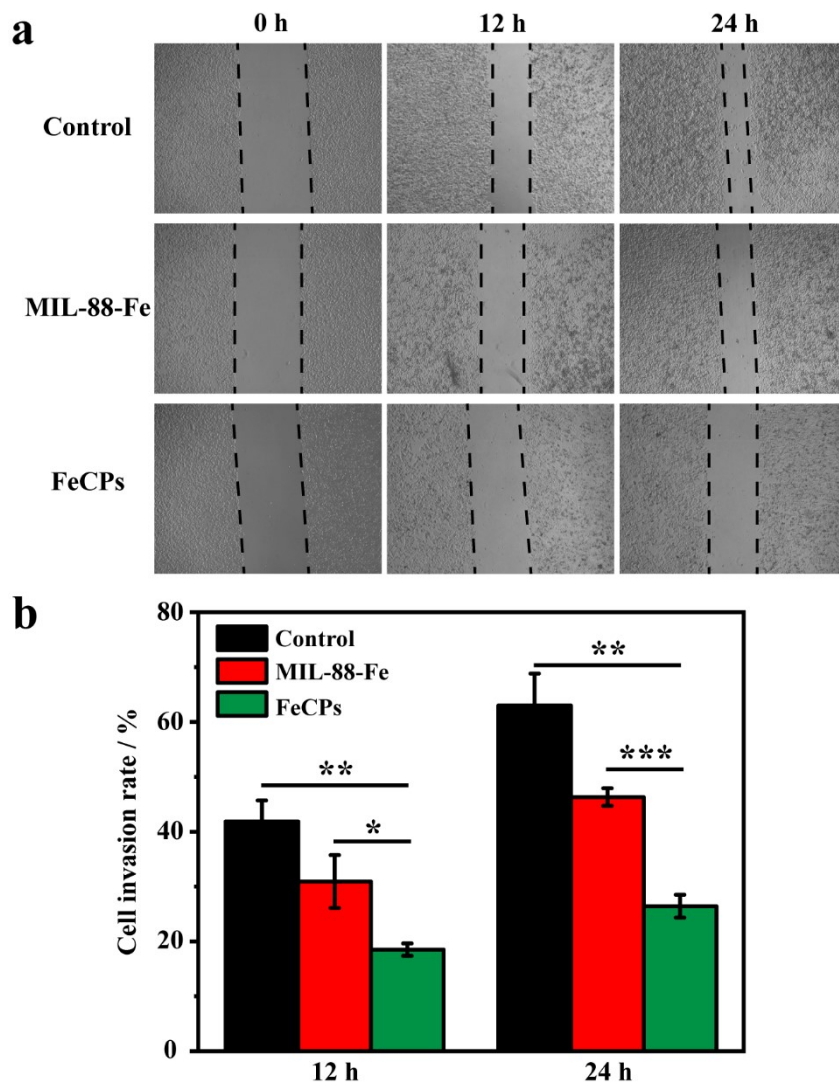 a
0 h 12 h 24 h
Control
MIL-88-Fe
FeCPs
b
Cell invasion rate / %
80
60
40
20
0
Control
MIL-88-Fe
FeCPs
**
*
**
***
12 h 24 h